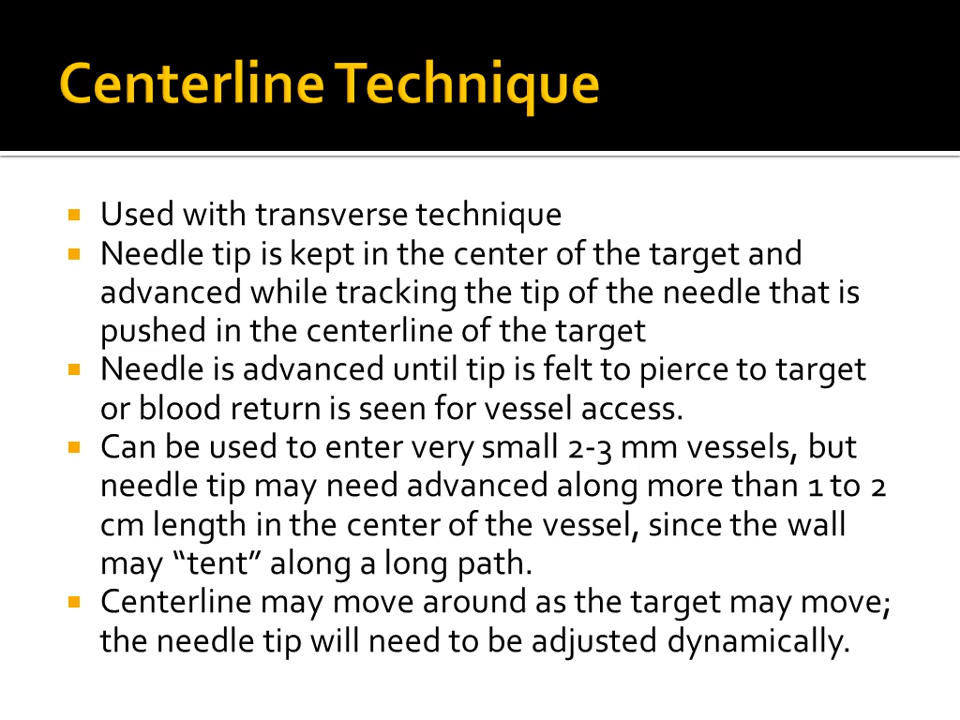 Centerline Technique
Used with transverse technique
Needle tip is kept in the center of the target and
advanced while tracking the tip of the needle that is
pushed in the centerline of the target
Needle is advanced until tip is felt to pierce to target
or blood return is seen for vessel access.
Can be used to enter very small 2-3 mm vessels, but
needle tip may need advanced along more than 1 to 2
cm length in the center of the vessel, since the wall
may “tent” along a long path.
Centerline may move around as the target may move;
the needle tip will need to be adjusted dynamically.